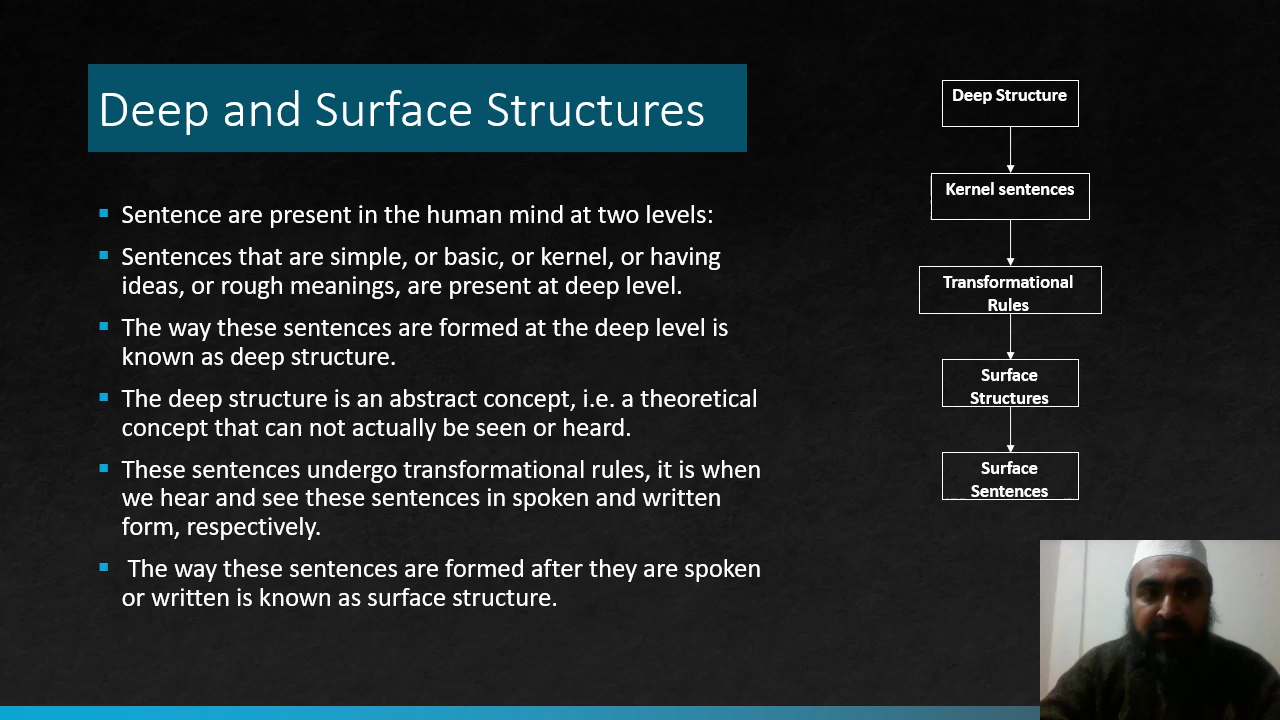 Deep and Surface Structures
Sentence are present in the human mind at two levels:
Sentences that are simple, or basic, or kernel, or having
ideas, or rough meanings, are present at deep level.
The way these sentences are formed at the deep level is
known as deep structure.
The deep structure is an abstract concept, i.e. a theoretical
concept that can not actually be seen or heard.
These sentences undergo transformational rules, it is when
we hear and see these sentences in spoken and written
form, respectively.
The way these sentences are formed after they are spoken
or written is known as surface structure.
Deep Structure
Kernel sentences
Transformational
Rules
Surface
Structures
Surface
Sentences